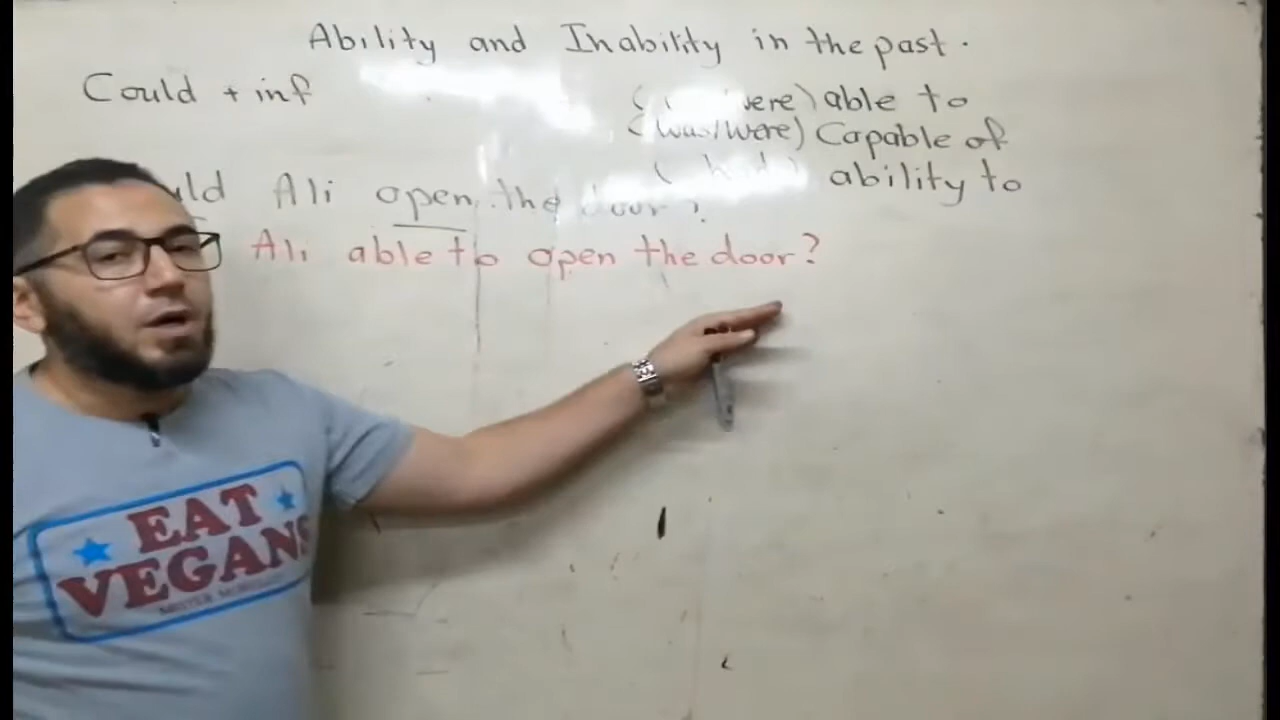 Ability and Inability in the past.
Could + inf
able to
(was/were) Capable of
ability to
Ali open the door?
Ali able to open the door?
EAT
VEGANS